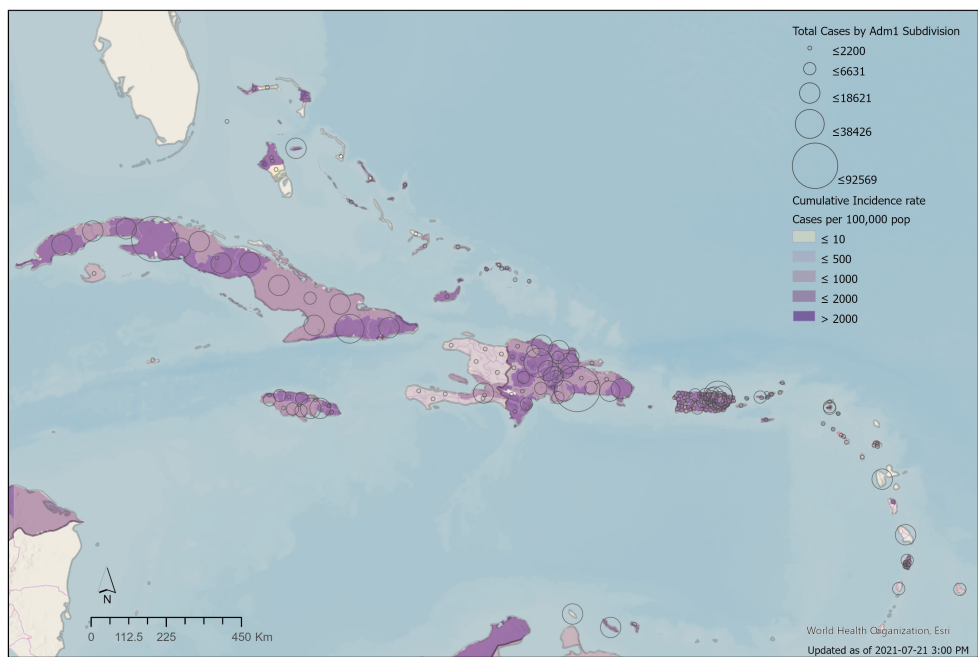 Total Cases by Adm1 Subdivision
≤2200
≤6631
≤18621
≤38426
≤92569
Cumulative Incidence rate
Cases per 100,000 pop
≤ 10
≤ 500
≤ 1000
≤ 2000
> 2000
N
0 112.5 225 450 Km
World Health Organization, Esri
Updated as of 2021-07-21 3:00 PM